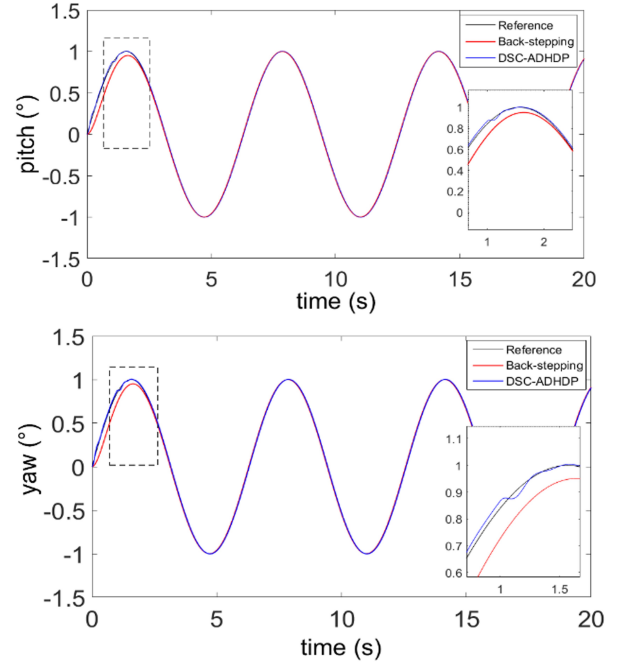 1.5
Reference
Back-stepping
DSC-ADHDP
1
0.5
0
-0.5
-1
-1.5
pitch (°)
1
0.8
0.6
0.4
0.2
0
1 2
0 5 10 15 20
time (s)
1.5
Reference
Back-stepping
DSC-ADHDP
1
0.5
0
-0.5
-1
-1.5
yaw (°)
1.1
1
0.9
0.8
0.7
0.6
1 1.5
0 5 10 15 20
time (s)